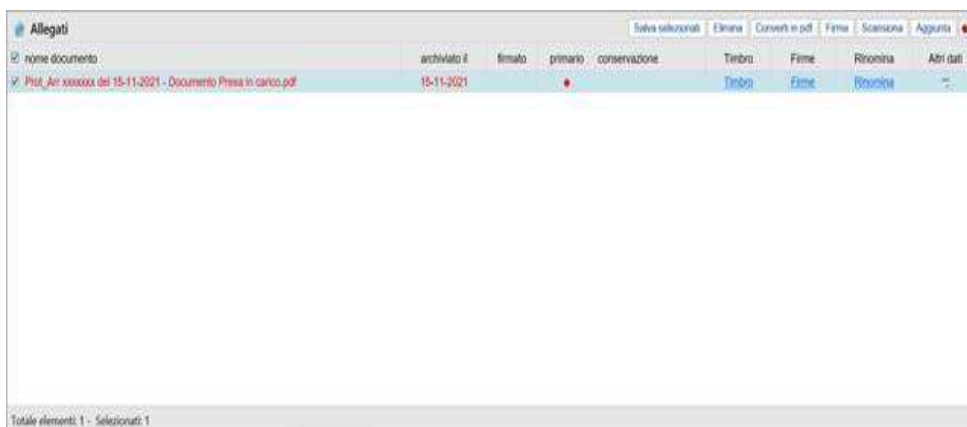 Allegati
Salva selezionati Elimina Converti in pdf Firme Scansiona Aggiunta
nome documento archiviato il firmato primario conservazione Timbro Firme Rinomina Altri dati
Prot_Arr xxxxxxx del 15-11-2021 - Documento Presa in carico.pdf 15-11-2021 Timbro Firme Rinomina
Totale elementi: 1 - Selezionati: 1